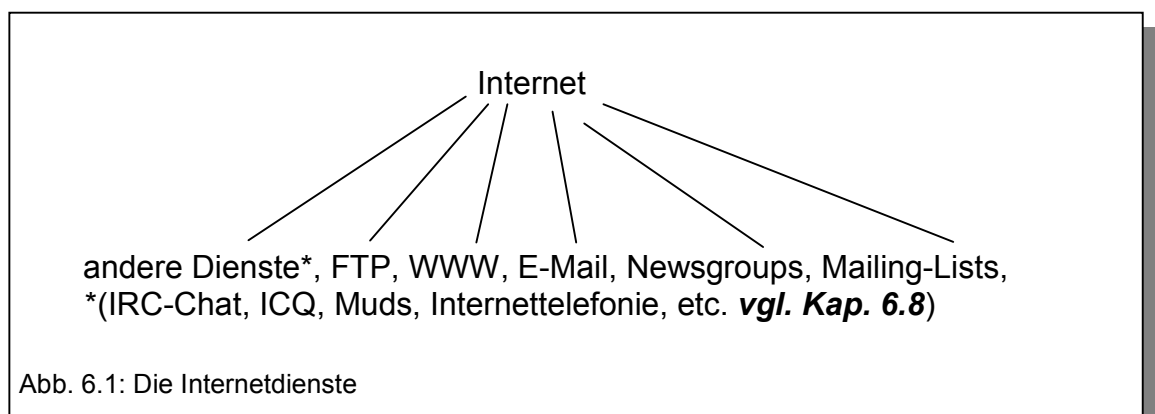 Internet
andere Dienste*, FTP, WWW, E-Mail, Newsgroups, Mailing-Lists,
*(IRC-Chat, ICQ, Muds, Internettelefonie, etc. vgl. Kap. 6.8)
Abb. 6.1: Die Internetdienste